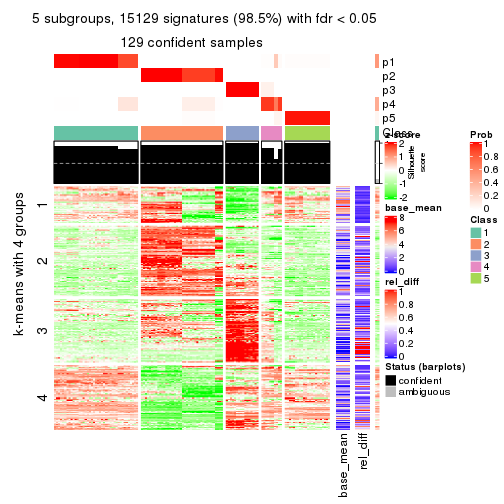 5 subgroups, 15129 signatures (98.5%) with fdr < 0.05
129 confident samples
p1
p2
p3
p4
p5
Class
k-means with 4 groups
1
2
3
4
z-score
2
1
0
-1
-2
Silhouette
score
base_mean
8
6
4
2
0
rel_diff
1
0.8
0.6
0.4
0.2
0
Status (barplots)
confident
ambiguous
Prob
1
0.8
0.6
0.4
0.2
0
Class
1
2
3
4
5
base_mean
rel_diff